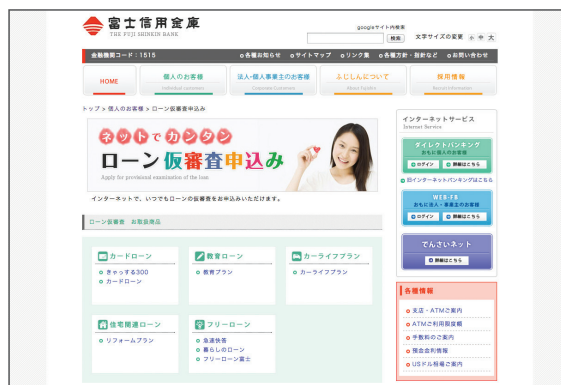 富士信用金庫
THE FUJI SHINKIN BANK
googleサイト内検索
検索
文字サイズの変更 小 中 大
金融機関コード:1515
各種お知らせ サイトマップ リンク集 各種方針・指針など お問い合わせ
HOME
個人のお客様
Individual customers
法人・個人事業主のお客様
Corporate Customers
ふじしんについて
About Fujishin
採用情報
Recruit Information
トップ > 個人のお客様 > ローン仮審査申込み
ネットでカンタン
ローン仮審査申込み
Apply for provisional examination of the loan
インターネットで、いつでもローンの仮審査をお申込みいただけます。
ローン仮審査 お取扱商品
カードローン
きゃっする300
カードローン
教育ローン
教育プラン
カーライフプラン
カーライフプラン
住宅関連ローン
リフォームプラン
フリーローン
急速快答
暮らしのローン
フリーローン富士
インターネットサービス
Internet Service
ダイレクトバンキング
おもに個人のお客様
ログイン 詳細はこちら
旧インターネットバンキングはこちら
WEB-FB
おもに法人・事業主のお客様
ログイン 詳細はこちら
でんさいネット
詳細はこちら
各種情報
支店・ATMご案内
ATMご利用限度額
手数料のご案内
預金金利情報
USドル相場ご案内